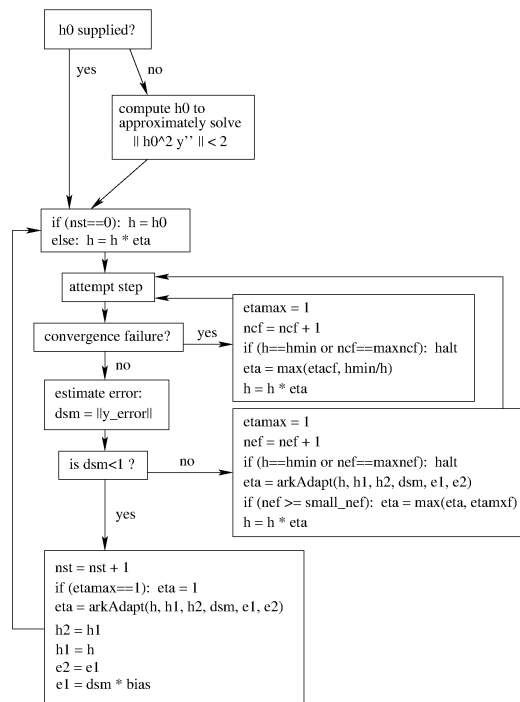 h0 supplied?
yes
no
compute h0 to
approximately solve
|| h0^2 y’’ || < 2
if (nst==0): h = h0
else: h = h * eta
attempt step
convergence failure?
yes
etamax = 1
ncf = ncf + 1
if (h==hmin or ncf==maxncf): halt
eta = max(etacf, hmin/h)
h = h * eta
no
estimate error:
dsm = ||y_error||
is dsm<1 ?
no
etamax = 1
nef = nef + 1
if (h==hmin or nef==maxnef): halt
eta = arkAdapt(h, h1, h2, dsm, e1, e2)
if (nef >= small_nef): eta = max(eta, etamxf)
h = h * eta
yes
nst = nst + 1
if (etamax==1): eta = 1
eta = arkAdapt(h, h1, h2, dsm, e1, e2)
h2 = h1
h1 = h
e2 = e1
e1 = dsm * bias